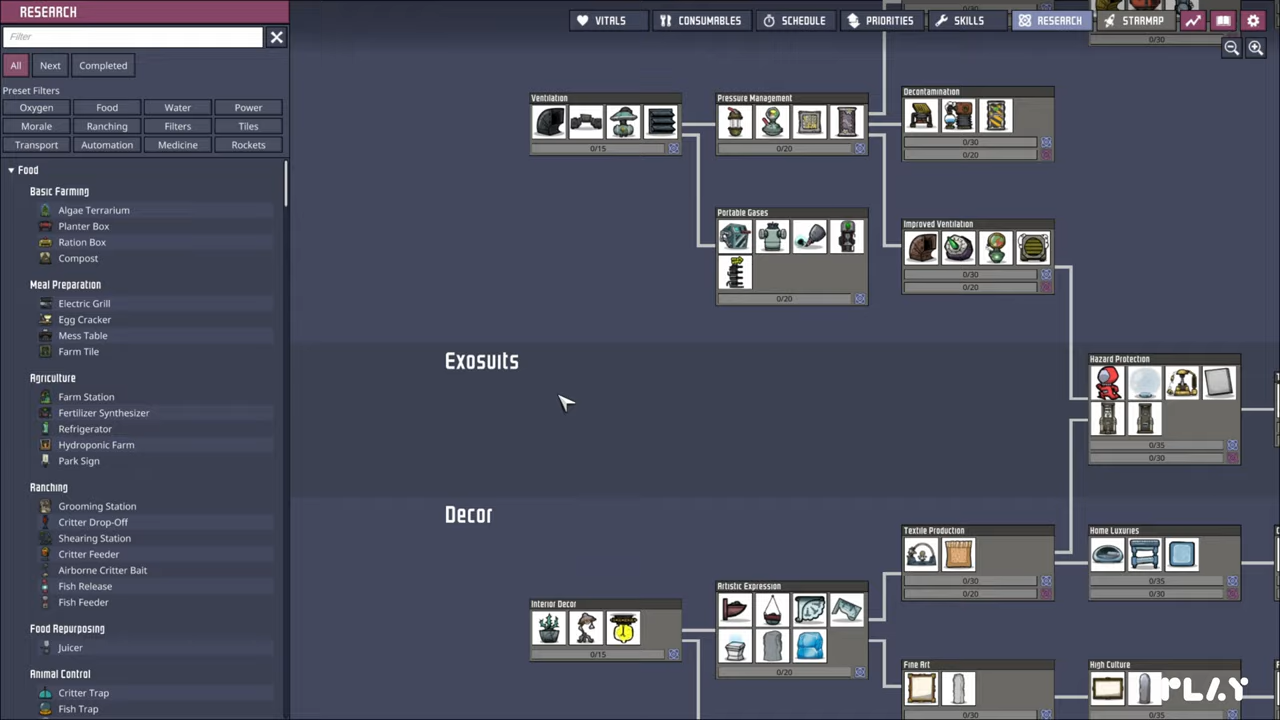 RESEARCH
VITALS
CONSUMABLES
SCHEDULE
PRIORITIES
SKILLS
RESEARCH
STARMAP
Filter
All
Next
Completed
Preset Filters
Oxygen
Food
Water
Power
Morale
Ranching
Filters
Tiles
Transport
Automation
Medicine
Rockets
Food
Basic Farming
Algae Terrarium
Planter Box
Ration Box
Compost
Meal Preparation
Electric Grill
Egg Cracker
Mess Table
Farm Tile
Agriculture
Farm Station
Fertilizer Synthesizer
Refrigerator
Hydroponic Farm
Park Sign
Ranching
Grooming Station
Critter Drop-Off
Shearing Station
Critter Feeder
Airborne Critter Bait
Fish Release
Fish Feeder
Food Repurposing
Juicer
Animal Control
Critter Trap
Fish Trap
0/30
Ventilation
0/15
Pressure Management
0/20
Decontamination
0/30
0/20
Portable Gases
0/20
Improved Ventilation
0/30
0/20
Exosuits
Hazard Protection
0/35
0/30
Decor
Textile Production
0/30
0/20
Home Luxuries
0/35
0/30
Interior Decor
0/15
Artistic Expression
0/20
Fine Art
0/30
High Culture
0/35
PLAY